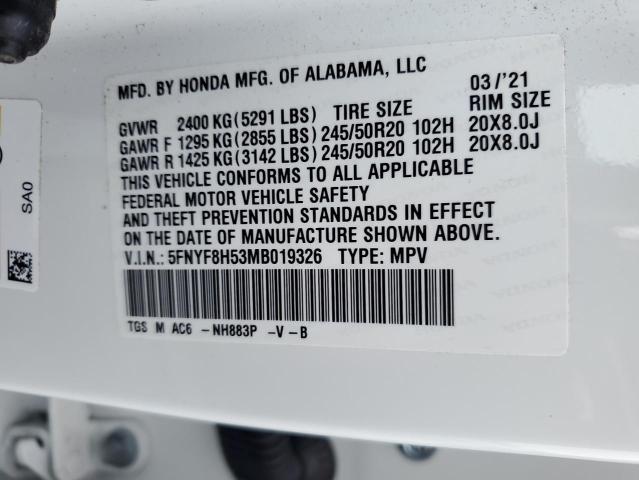 MFD. BY HONDA MFG. OF ALABAMA, LLC 03/'21
GVWR 2400 KG(5291 LBS) TIRE SIZE RIM SIZE
GAWR F 1295 KG(2855 LBS)245/50R20 102H 20X8.0J
GAWR R 1425 KG(3142 LBS)245/50R20 102H 20X8.0J
THIS VEHICLE CONFORMS TO ALL APPLICABLE
FEDERAL MOTOR VEHICLE SAFETY
AND THEFT PREVENTION STANDARDS IN EFFECT
ON THE DATE OF MANUFACTURE SHOWN ABOVE.
V.I.N.: 5FNYF8H53MB019326 TYPE: MPV
TGS M AC6 -NH883P -V-B
SA0